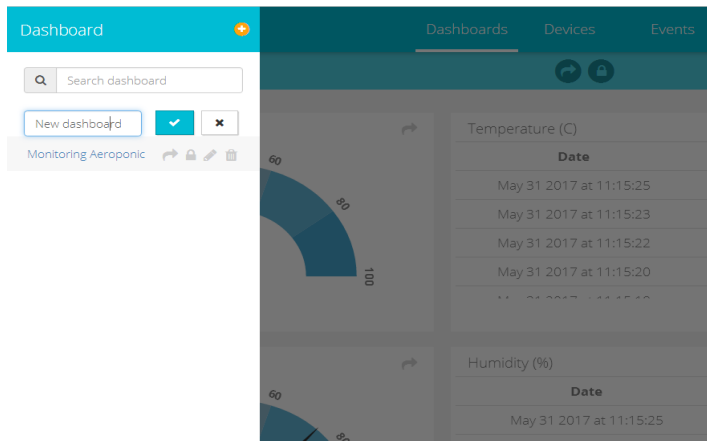 Dashboard
Dashboards Devices Events
Search dashboard
New dashboard
Monitoring Aeroponic
60
80
100
Temperature (C)
Date
May 31 2017 at 11:15:25
May 31 2017 at 11:15:23
May 31 2017 at 11:15:22
May 31 2017 at 11:15:20
60
80
Humidity (%)
Date
May 31 2017 at 11:15:25